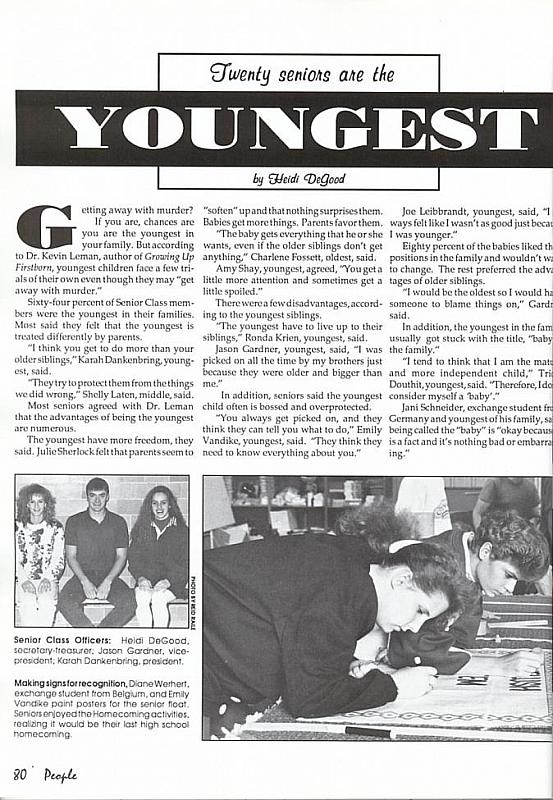 Twenty seniors are the
YOUNGEST
by Heidi DeGood
Getting away with murder?
If you are, chances are
you are the youngest in
your family. But according
to Dr. Kevin Leman, author of Growing Up
Firstborn, youngest children face a few tri-
als of their own even though they may "get
away with murder."
Sixty-four percent of Senior Class mem-
bers were the youngest in their families.
Most said they felt that the youngest is
treated differently by parents.
"I think you get to do more than your
older siblings," Karah Dankenbring, young-
est, said.
"They try to protect them from the things
we did wrong," Shelly Laten, middle, said.
Most seniors agreed with Dr. Leman
that the advantages of being the youngest
are numerous.
The youngest have more freedom, they
said. Julie Sherlock felt that parents seem to
"soften" up and that nothing surprises them.
Babies get more things. Parents favor them.
"The baby gets everything that he or she
wants, even if the older siblings don't get
anything," Charlene Fossett, oldest, said.
Amy Shay, youngest, agreed, "You get a
little more attention and sometimes get a
little spoiled."
There were a few disadvantages, accord-
ing to the youngest siblings.
"The youngest have to live up to their
siblings," Ronda Krien, youngest, said.
Jason Gardner, youngest, said, "I was
picked on all the time by my brothers just
because they were older and bigger than
me."
In addition, seniors said the youngest
child often is bossed and overprotected.
"You always get picked on, and they
think they can tell you what to do," Emily
Vandike, youngest, said. "They think they
need to know everything about you."
Joe Leibbrandt, youngest, said, "I
ways felt like I wasn't as good just becau
I was younger."
Eighty percent of the babies liked th
positions in the family and wouldn't wa
to change. The rest preferred the adva
tages of older siblings.
"I would be the oldest so I would ha
someone to blame things on," Gardn
said.
In addition, the youngest in the fam
usually got stuck with the title, "baby
the family."
"I tend to think that I am the matu
and more independent child," Tric
Douthit, youngest, said. "Therefore, I do
consider myself a 'baby'."
Jani Schneider, exchange student fro
Germany and youngest of his family, sa
being called the "baby" is "okay becaus
is a fact and it's nothing bad or embarra
ing."
PHOTO BY REID RALL
Senior Class Officers: Heidi DeGood,
secretary-treasurer; Jason Gardner, vice-
president; Karah Dankenbring, president.
Making signs for recognition, Diane Werhert,
exchange student from Belgium, and Emily
Vandike paint posters for the senior float.
Seniors enjoyed the Homecoming activities,
realizing it would be their last high school
homecoming.
80 People